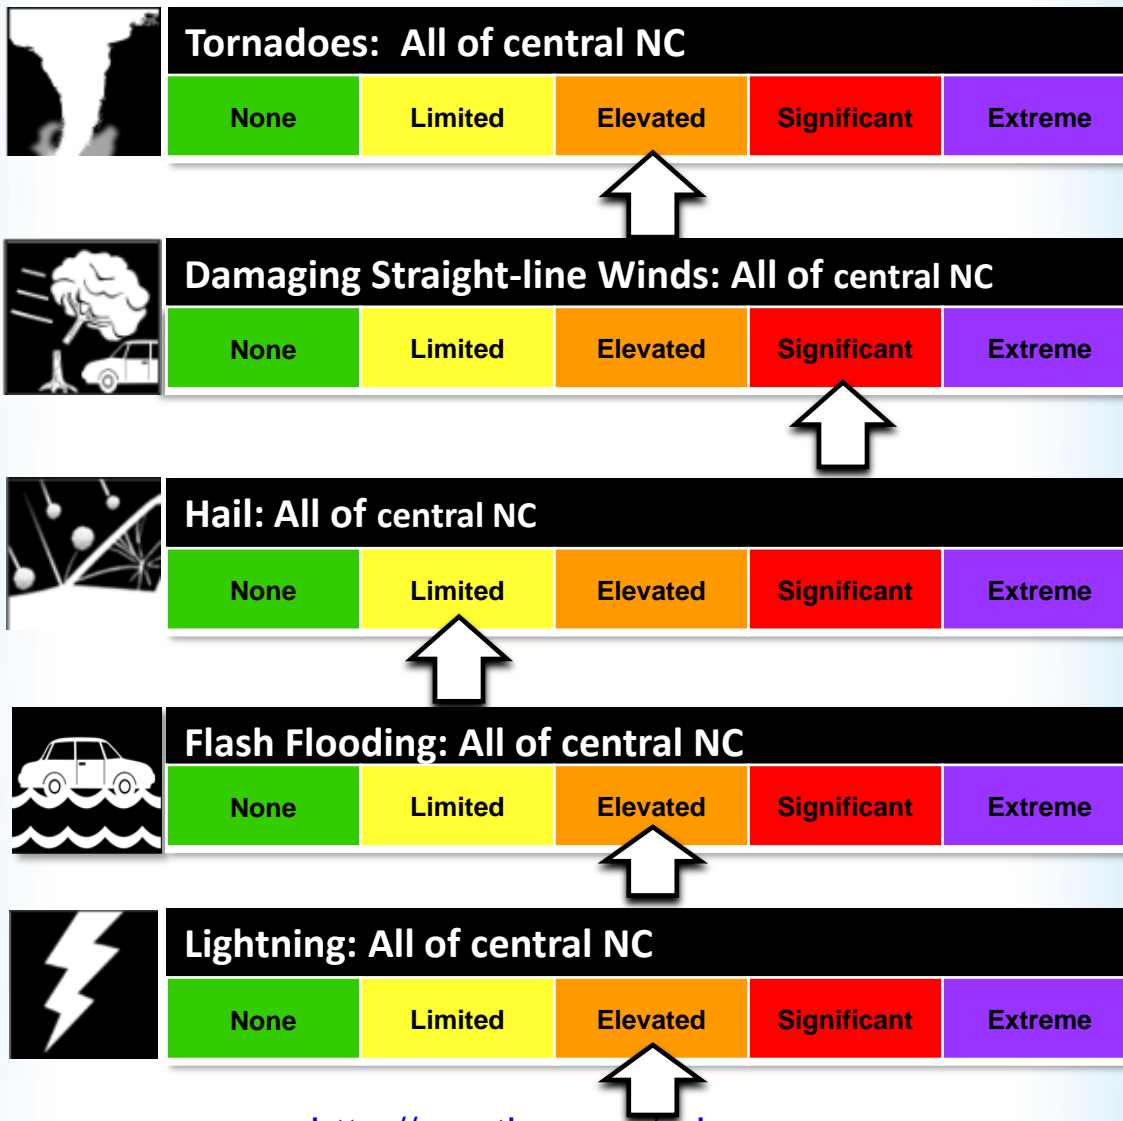 Tornadoes: All of central NC
None Limited Elevated Significant Extreme
Damaging Straight-line Winds: All of central NC
None Limited Elevated Significant Extreme
Hail: All of central NC
None Limited Elevated Significant Extreme
Flash Flooding: All of central NC
None Limited Elevated Significant Extreme
Lightning: All of central NC
None Limited Elevated Significant Extreme